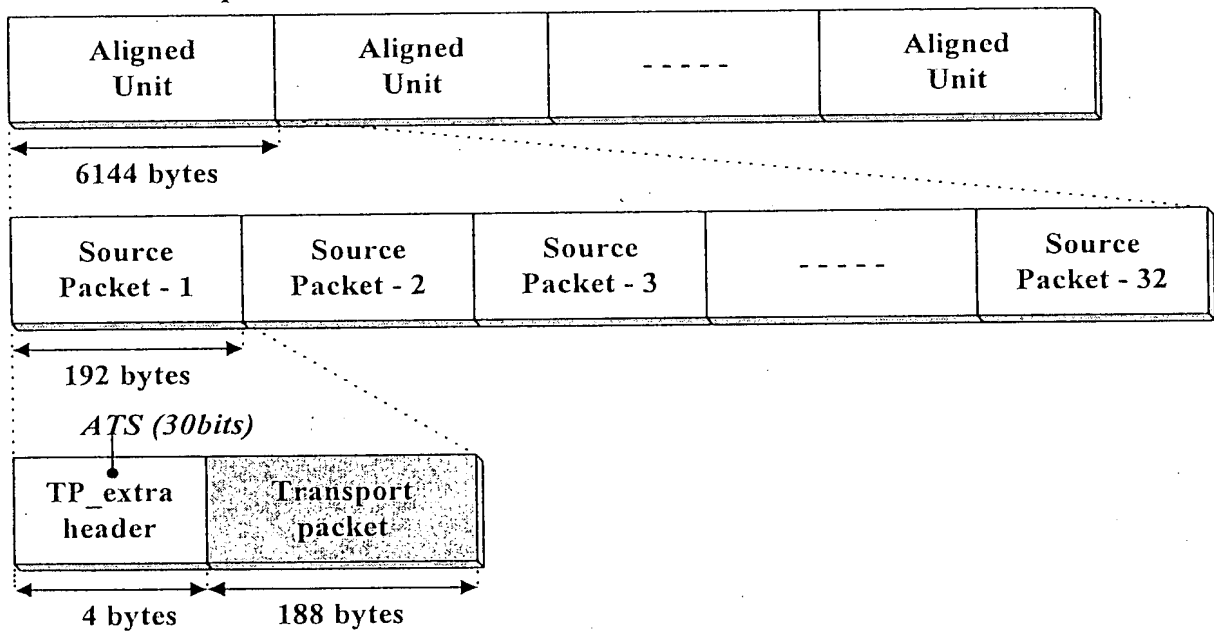 Aligned Unit
Aligned Unit
- - - - -
Aligned Unit
6144 bytes
Source Packet - 1
Source Packet - 2
Source Packet - 3
- - - - -
Source Packet - 32
192 bytes
ATS (30bits)
TP_extra header
Transport packet
4 bytes
188 bytes